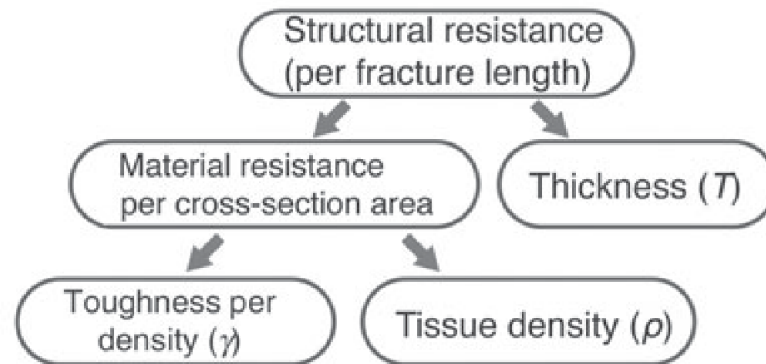 Structural resistance
(per fracture length)
Material resistance
per cross-section area
Thickness (T)
Toughness per
density (γ)
Tissue density (ρ)